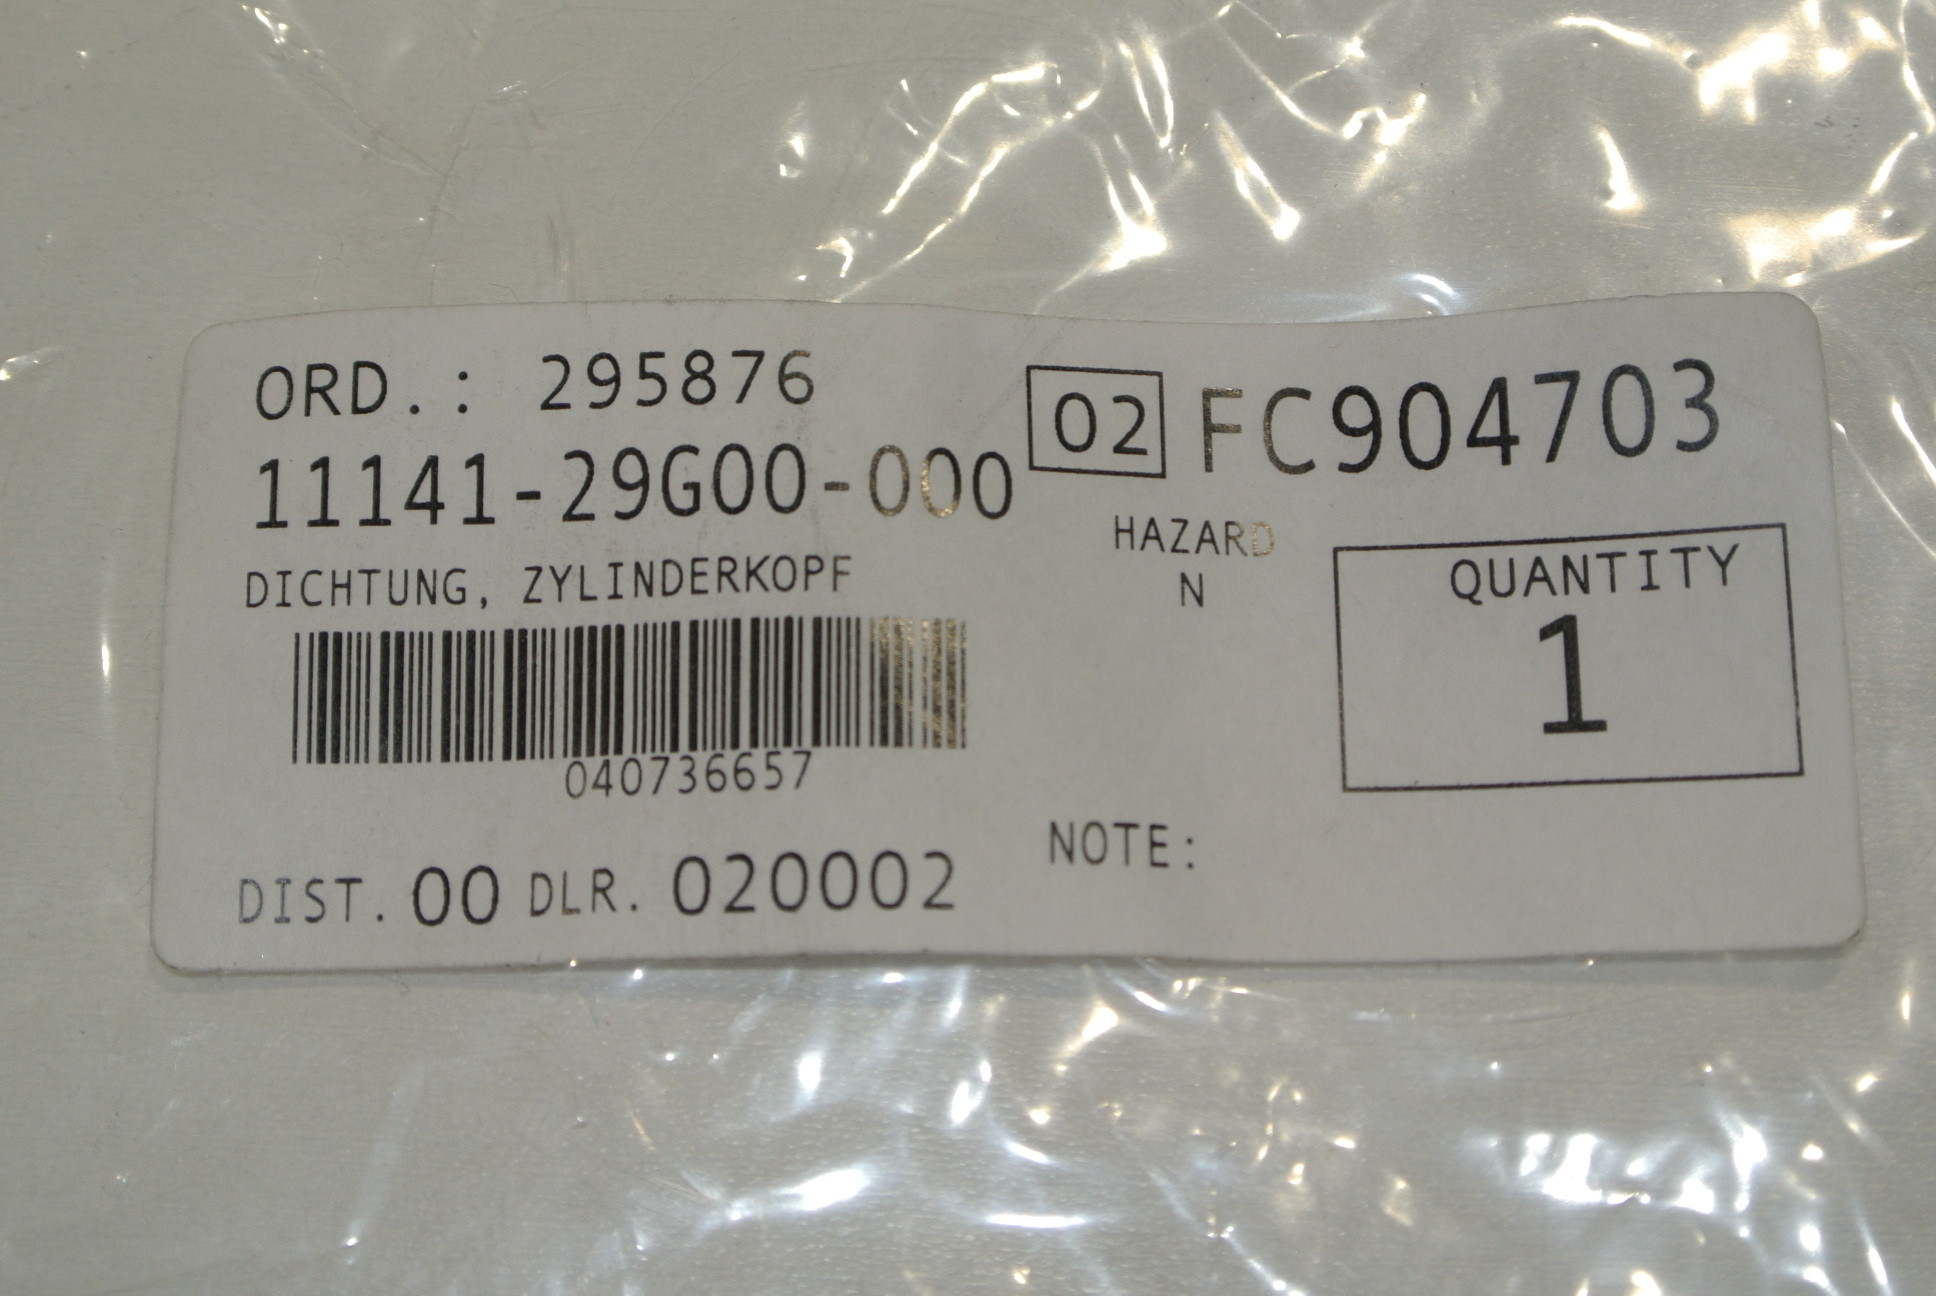 ORD.: 295876
02 FC904703
11141-29G00-000
HAZARD
N
DICHTUNG, ZYLINDERKOPF
QUANTITY
1
040736657
NOTE:
DIST. 00 DLR. 020002